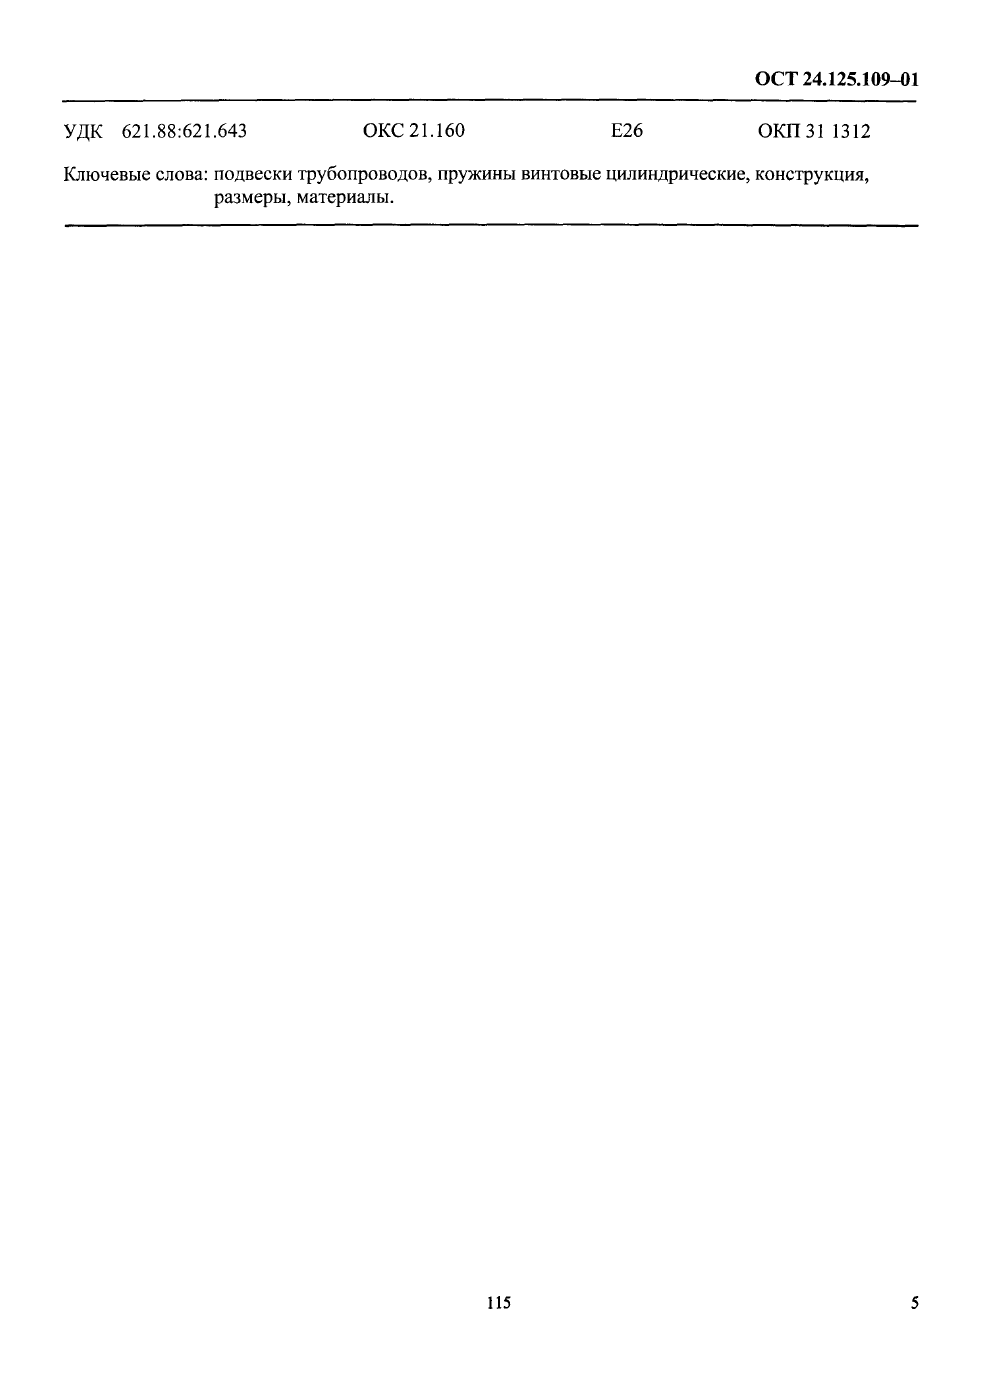 ОСТ 24.125.109–01
УДК 621.88:621.643 ОКС 21.160 Е26 ОКП 31 1312
Ключевые слова: подвески трубопроводов, пружины винтовые цилиндрические, конструкция,
размеры, материалы.
115 5